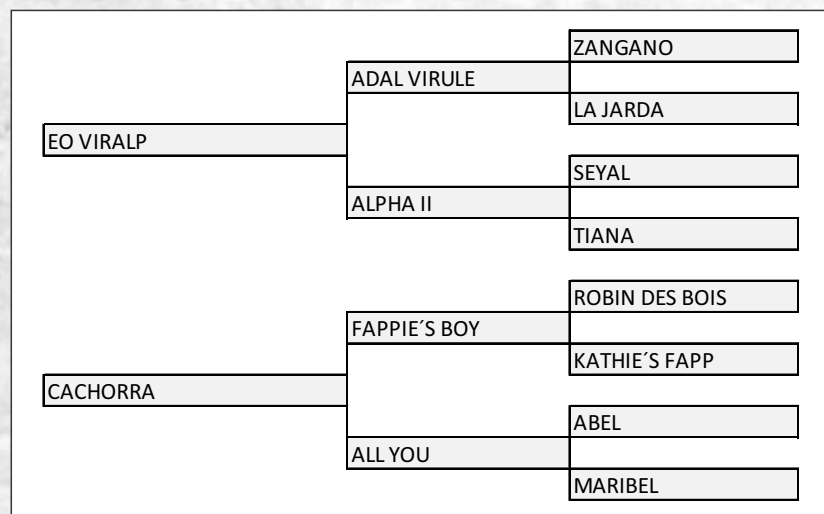 ZANGANO
ADAL VIRULE
LA JARDA
EO VIRALP
SEYAL
ALPHA II
TIANA
ROBIN DES BOIS
FAPPIE´S BOY
KATHIE´S FAPP
CACHORRA
ABEL
ALL YOU
MARIBEL